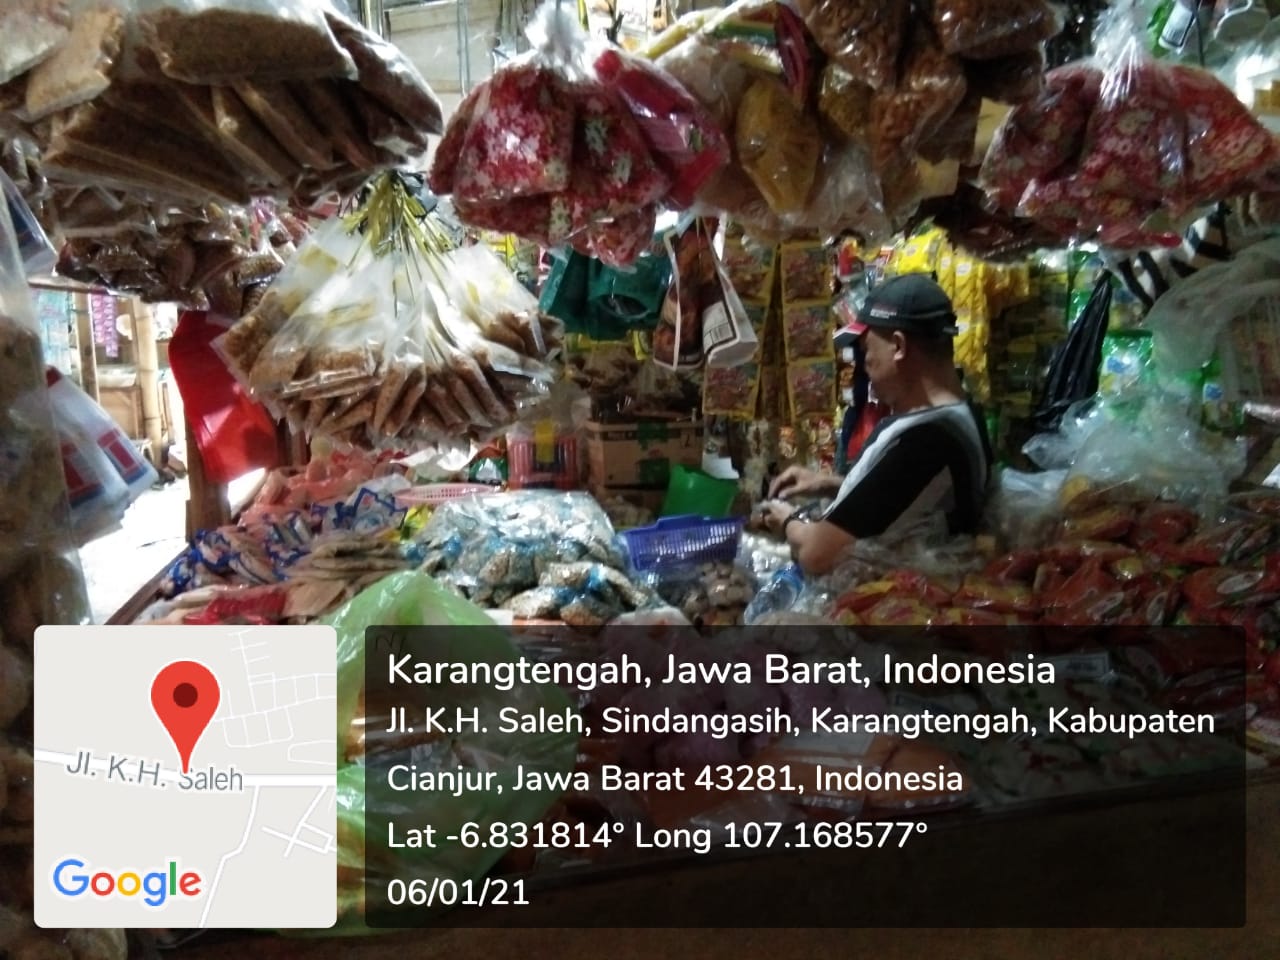 Jl. K.H. Saleh
Google
Karangtengah, Jawa Barat, Indonesia
Jl. K.H. Saleh, Sindangasih, Karangtengah, Kabupaten
Cianjur, Jawa Barat 43281, Indonesia
Lat -6.831814° Long 107.168577°
06/01/21